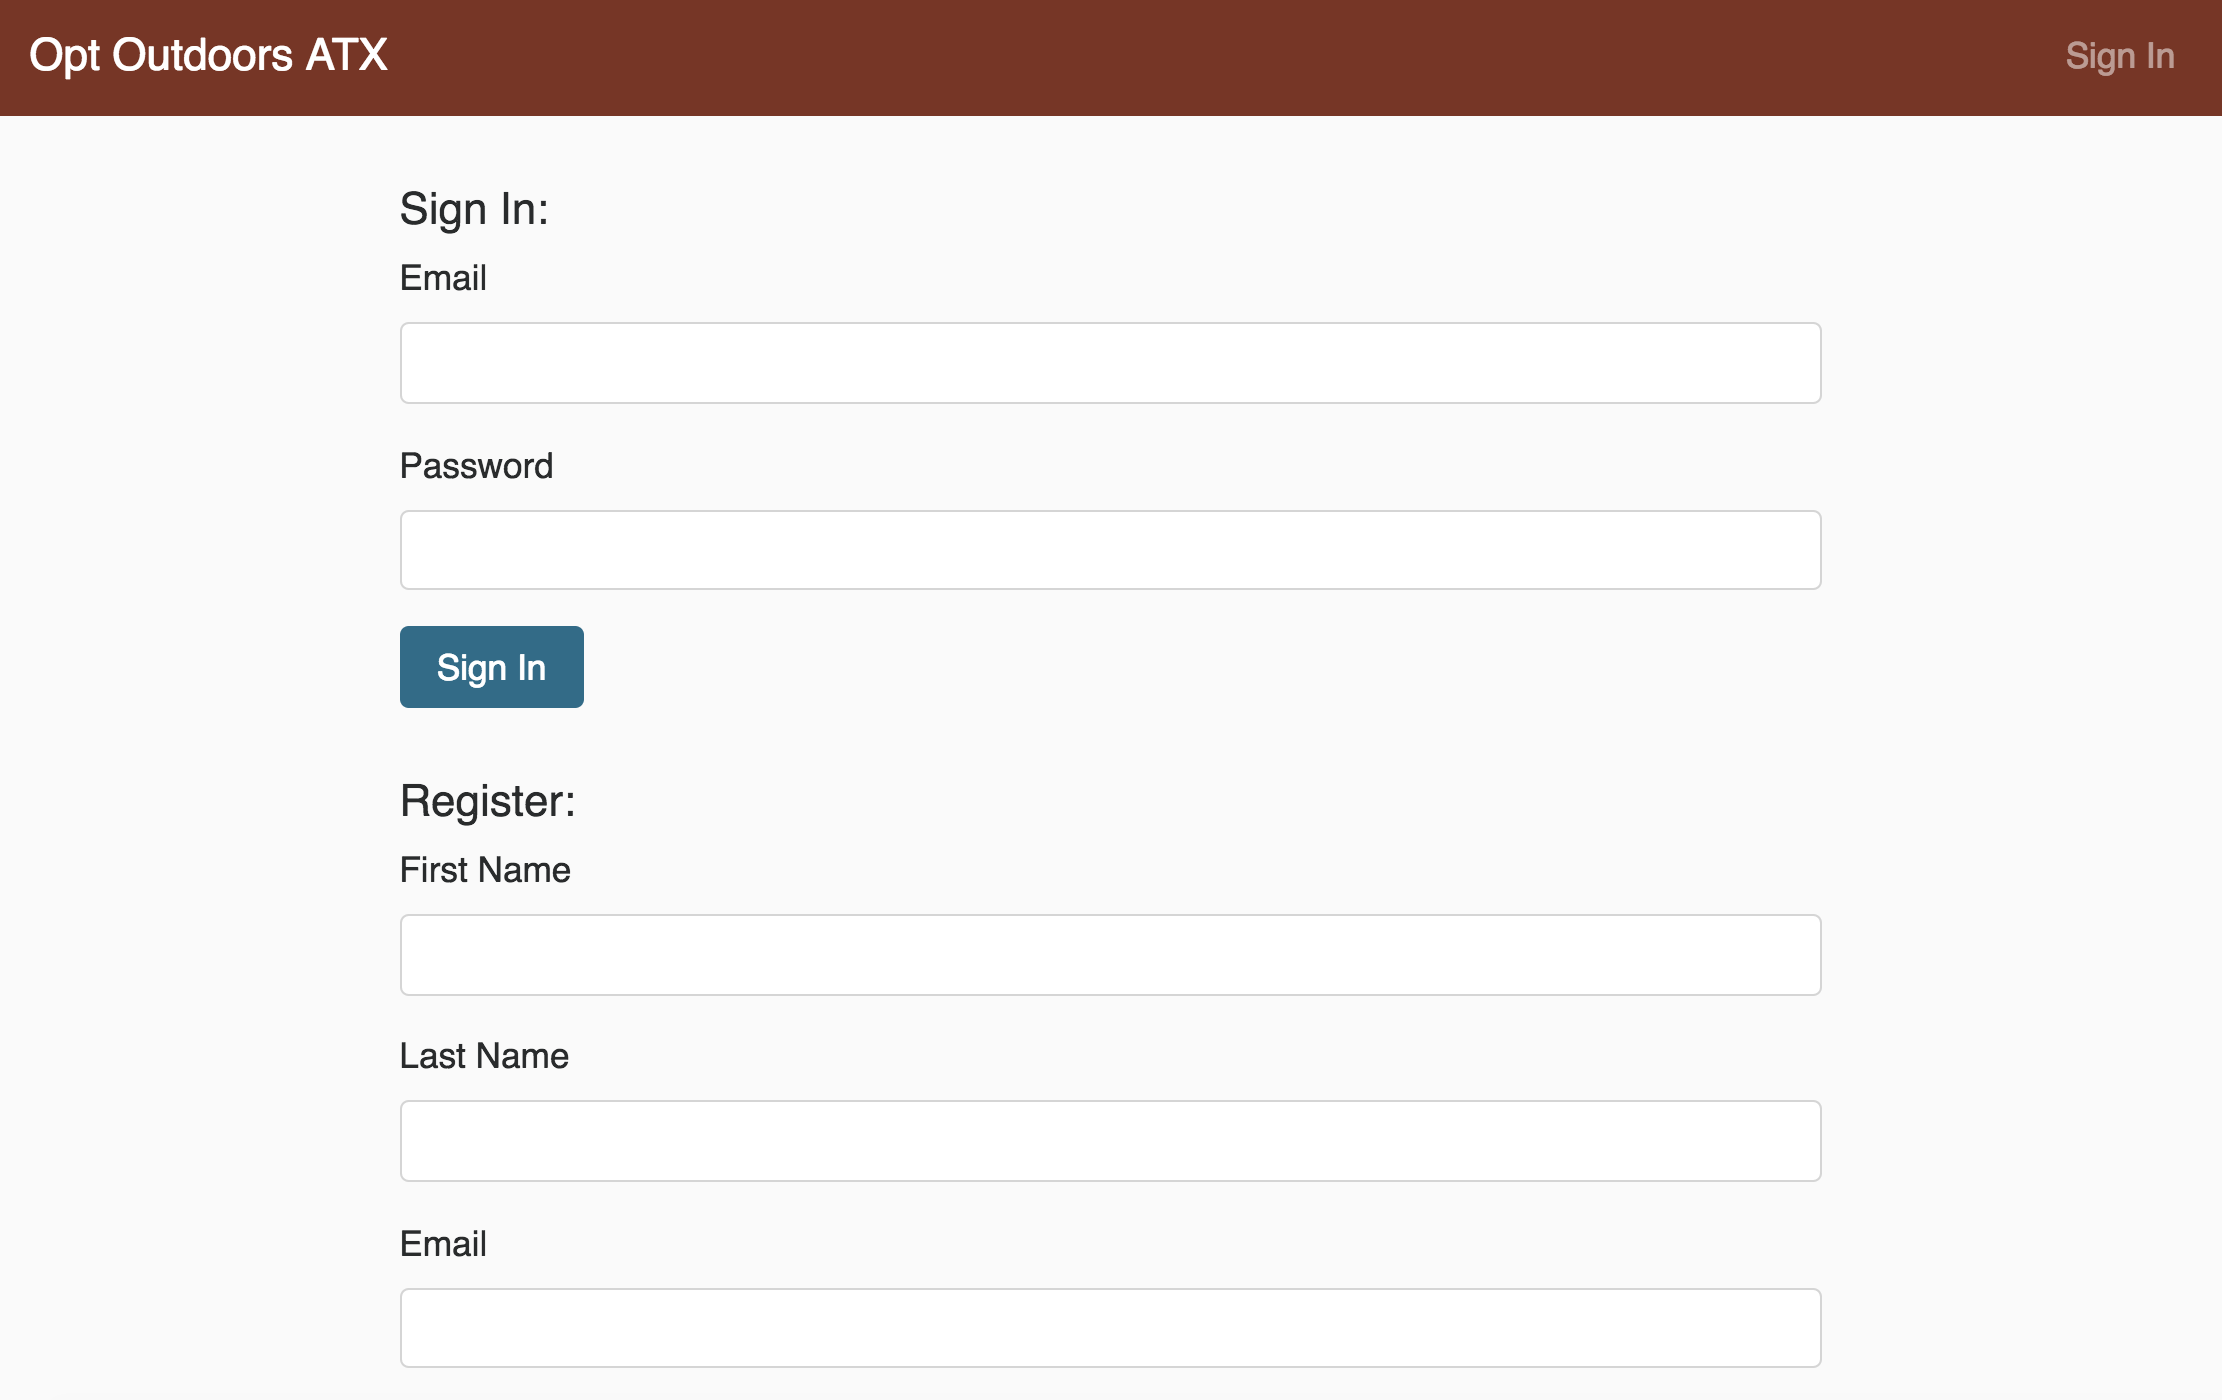 Opt Outdoors ATX
Sign In
Sign In:
Email
Password
Sign In
Register:
First Name
Last Name
Email